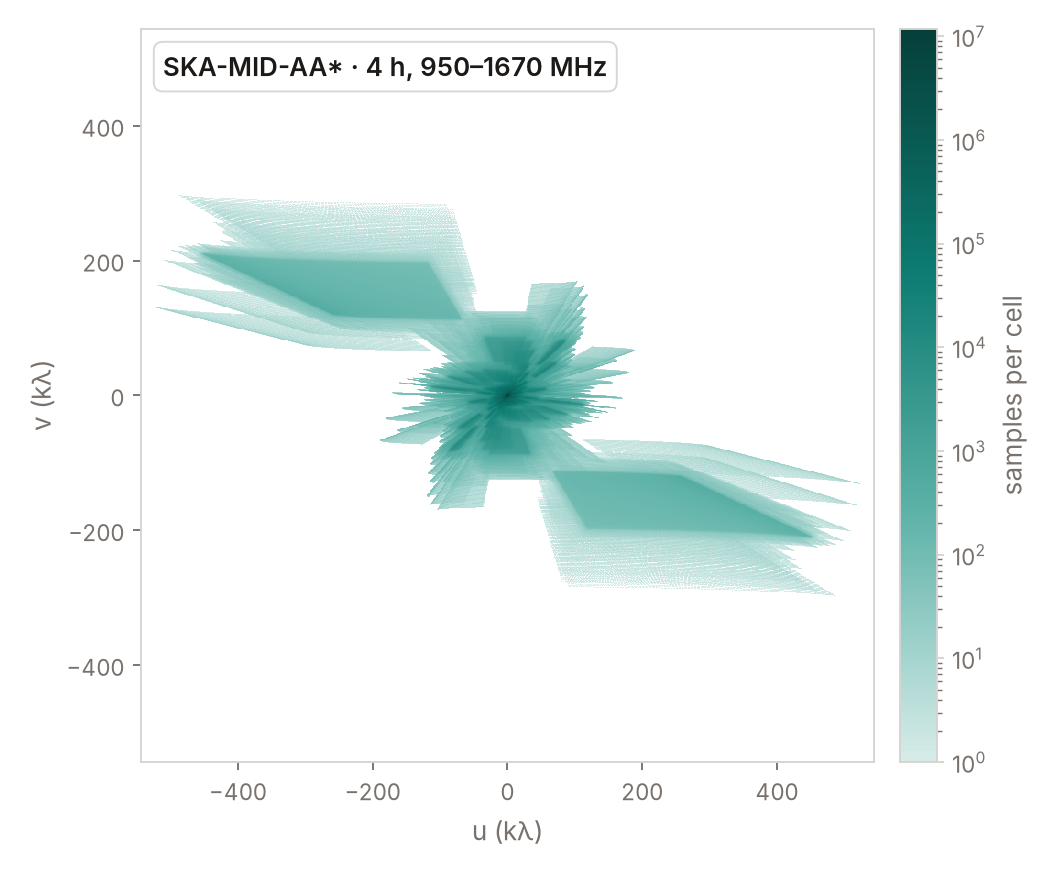 SKA-MID-AA* · 4 h, 950–1670 MHz
400
200
0
−200
−400
v (kλ)
−400 −200 0 200 400
u (kλ)
10⁷
10⁶
10⁵
10⁴
10³
10²
10¹
10⁰
samples per cell